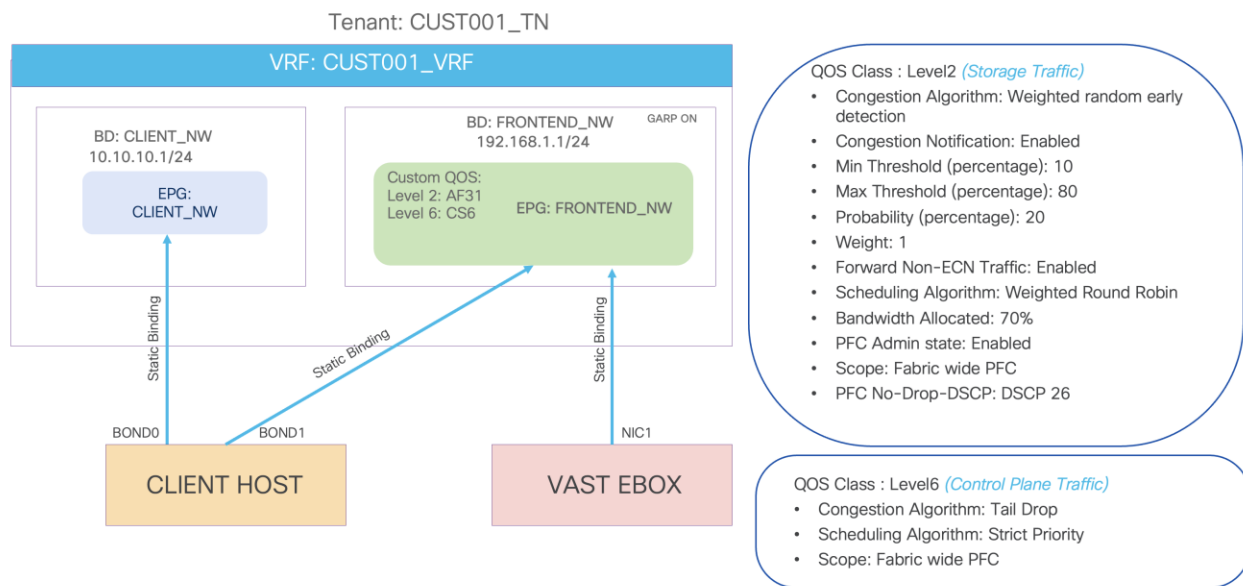 Tenant: CUST001_TN
VRF: CUST001_VRF
BD: CLIENT_NW
10.10.10.1/24
EPG:
CLIENT_NW
BD: FRONTEND_NW
GARP ON
192.168.1.1/24
Custom QOS:
Level 2: AF31
Level 6: CS6
EPG: FRONTEND_NW
Static Binding
Static Binding
Static Binding
BOND0
BOND1
NIC1
CLIENT HOST
VAST EBOX
QOS Class : Level2 (Storage Traffic)
• Congestion Algorithm: Weighted random early
detection
• Congestion Notification: Enabled
• Min Threshold (percentage): 10
• Max Threshold (percentage): 80
• Probability (percentage): 20
• Weight: 1
• Forward Non-ECN Traffic: Enabled
• Scheduling Algorithm: Weighted Round Robin
• Bandwidth Allocated: 70%
• PFC Admin state: Enabled
• Scope: Fabric wide PFC
• PFC No-Drop-DSCP: DSCP 26
QOS Class : Level6 (Control Plane Traffic)
• Congestion Algorithm: Tail Drop
• Scheduling Algorithm: Strict Priority
• Scope: Fabric wide PFC